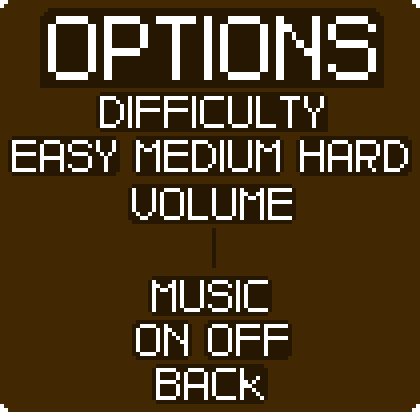 OPTIONS
DIFFICULTY
EASY MEDIUM HARD
VOLUME
MUSIC
ON OFF
BACK